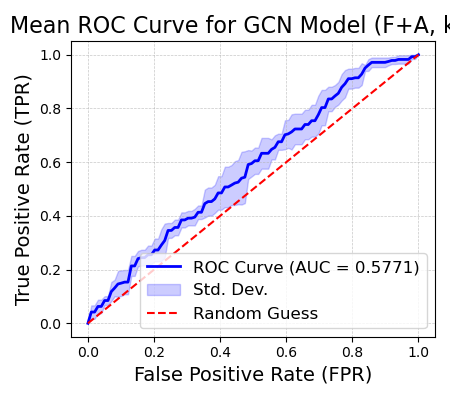 Mean ROC Curve for GCN Model (F+A, k
1.0
0.8
0.6
0.4
0.2
0.0
True Positive Rate (TPR)
ROC Curve (AUC = 0.5771)
Std. Dev.
Random Guess
0.0 0.2 0.4 0.6 0.8 1.0
False Positive Rate (FPR)